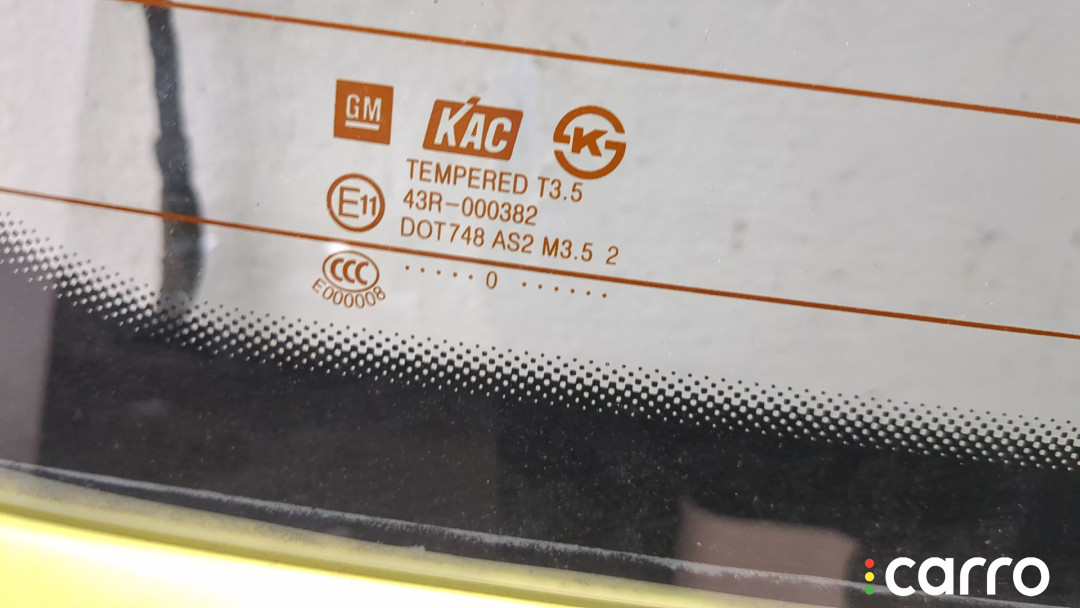 GM
KAC
K
TEMPERED T3.5
E11
43R-000382
DOT748 AS2 M3.5 2
CCC
E000008
· · · · · 0 · · · · · ·
carro